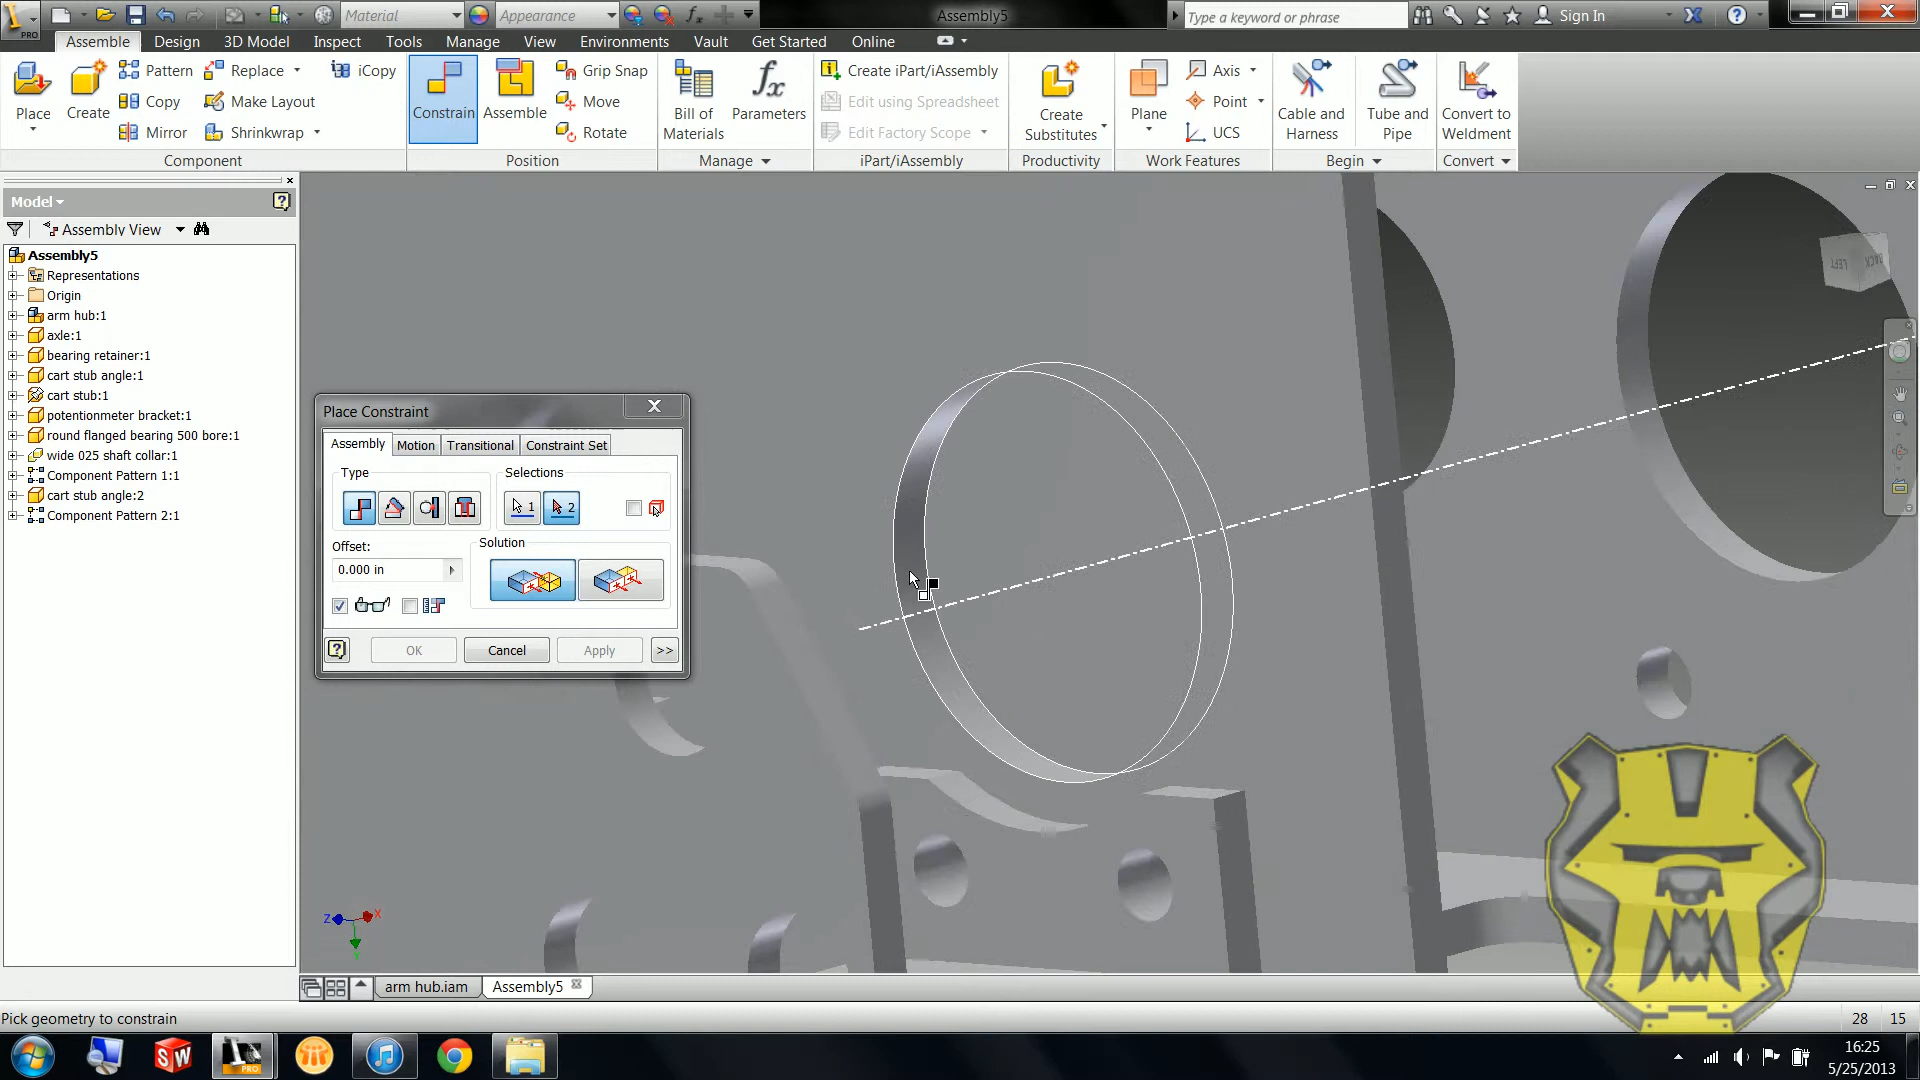 PRO
Material
Appearance
Assembly5
Type a keyword or phrase
Sign In
Assemble Design 3D Model Inspect Tools Manage View Environments Vault Get Started Online
Place
Create
Pattern
Copy
Mirror
Replace
Make Layout
Shrinkwrap
iCopy
Component
Constrain
Assemble
Grip Snap
Move
Rotate
Position
Bill of
Materials
Parameters
Manage
Create iPart/iAssembly
Edit using Spreadsheet
Edit Factory Scope
iPart/iAssembly
Create
Substitutes
Productivity
Plane
Axis
Point
UCS
Work Features
Cable and
Harness
Tube and
Pipe
Begin
Convert to
Weldment
Convert
Model
Assembly View
Assembly5
Representations
Origin
arm hub:1
axle:1
bearing retainer:1
cart stub angle:1
cart stub:1
potentionmeter bracket:1
round flanged bearing 500 bore:1
wide 025 shaft collar:1
Component Pattern 1:1
cart stub angle:2
Component Pattern 2:1
Place Constraint
Assembly Motion Transitional Constraint Set
Type
Selections
1
2
Offset:
0.000 in
Solution
OK
Cancel
Apply
>>
LEFT
BACK
Z
X
Y
arm hub.iam
Assembly5
Pick geometry to constrain
28
15
SW
PRO
16:25
5/25/2013